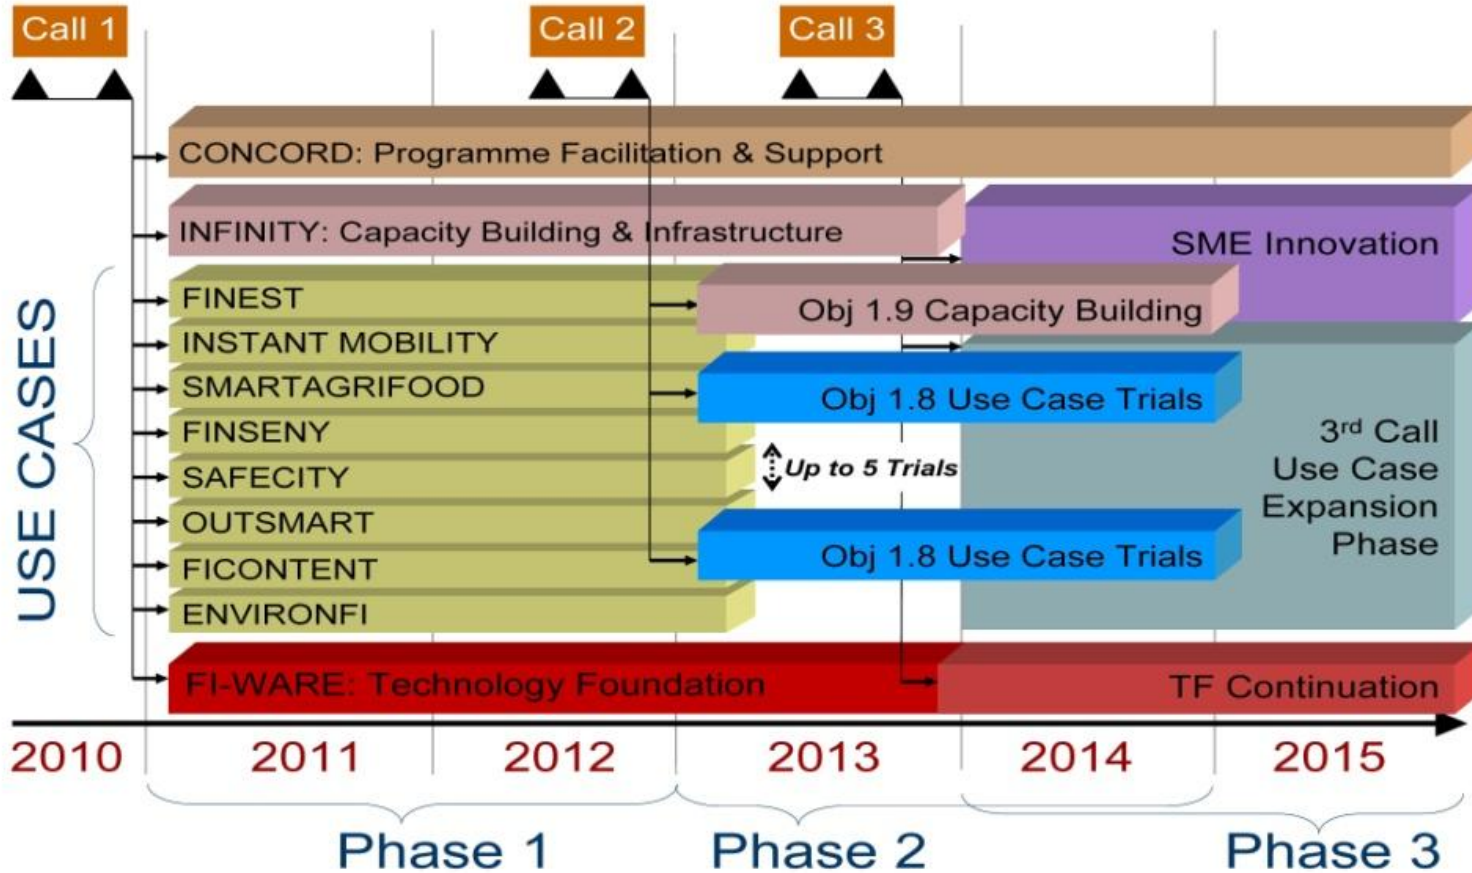 Call 1
Call 2
Call 3
CONCORD: Programme Facilitation & Support
INFINITY: Capacity Building & Infrastructure
SME Innovation
USE CASES
FINEST
Obj 1.9 Capacity Building
INSTANT MOBILITY
SMARTAGRIFOOD
Obj 1.8 Use Case Trials
FINSENY
SAFECITY
Up to 5 Trials
3rd Call
Use Case
Expansion
Phase
OUTSMART
FICONTENT
Obj 1.8 Use Case Trials
ENVIRONFI
FI-WARE: Technology Foundation
TF Continuation
2010
2011
2012
2013
2014
2015
Phase 1
Phase 2
Phase 3